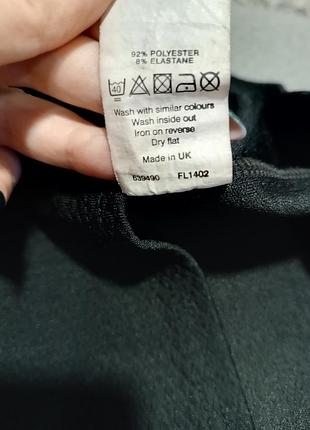 92% POLYESTER
8% ELASTANE
40
Wash with similar colours
Wash inside out
Iron on reverse
Dry flat
Made in UK
639490 FL1402